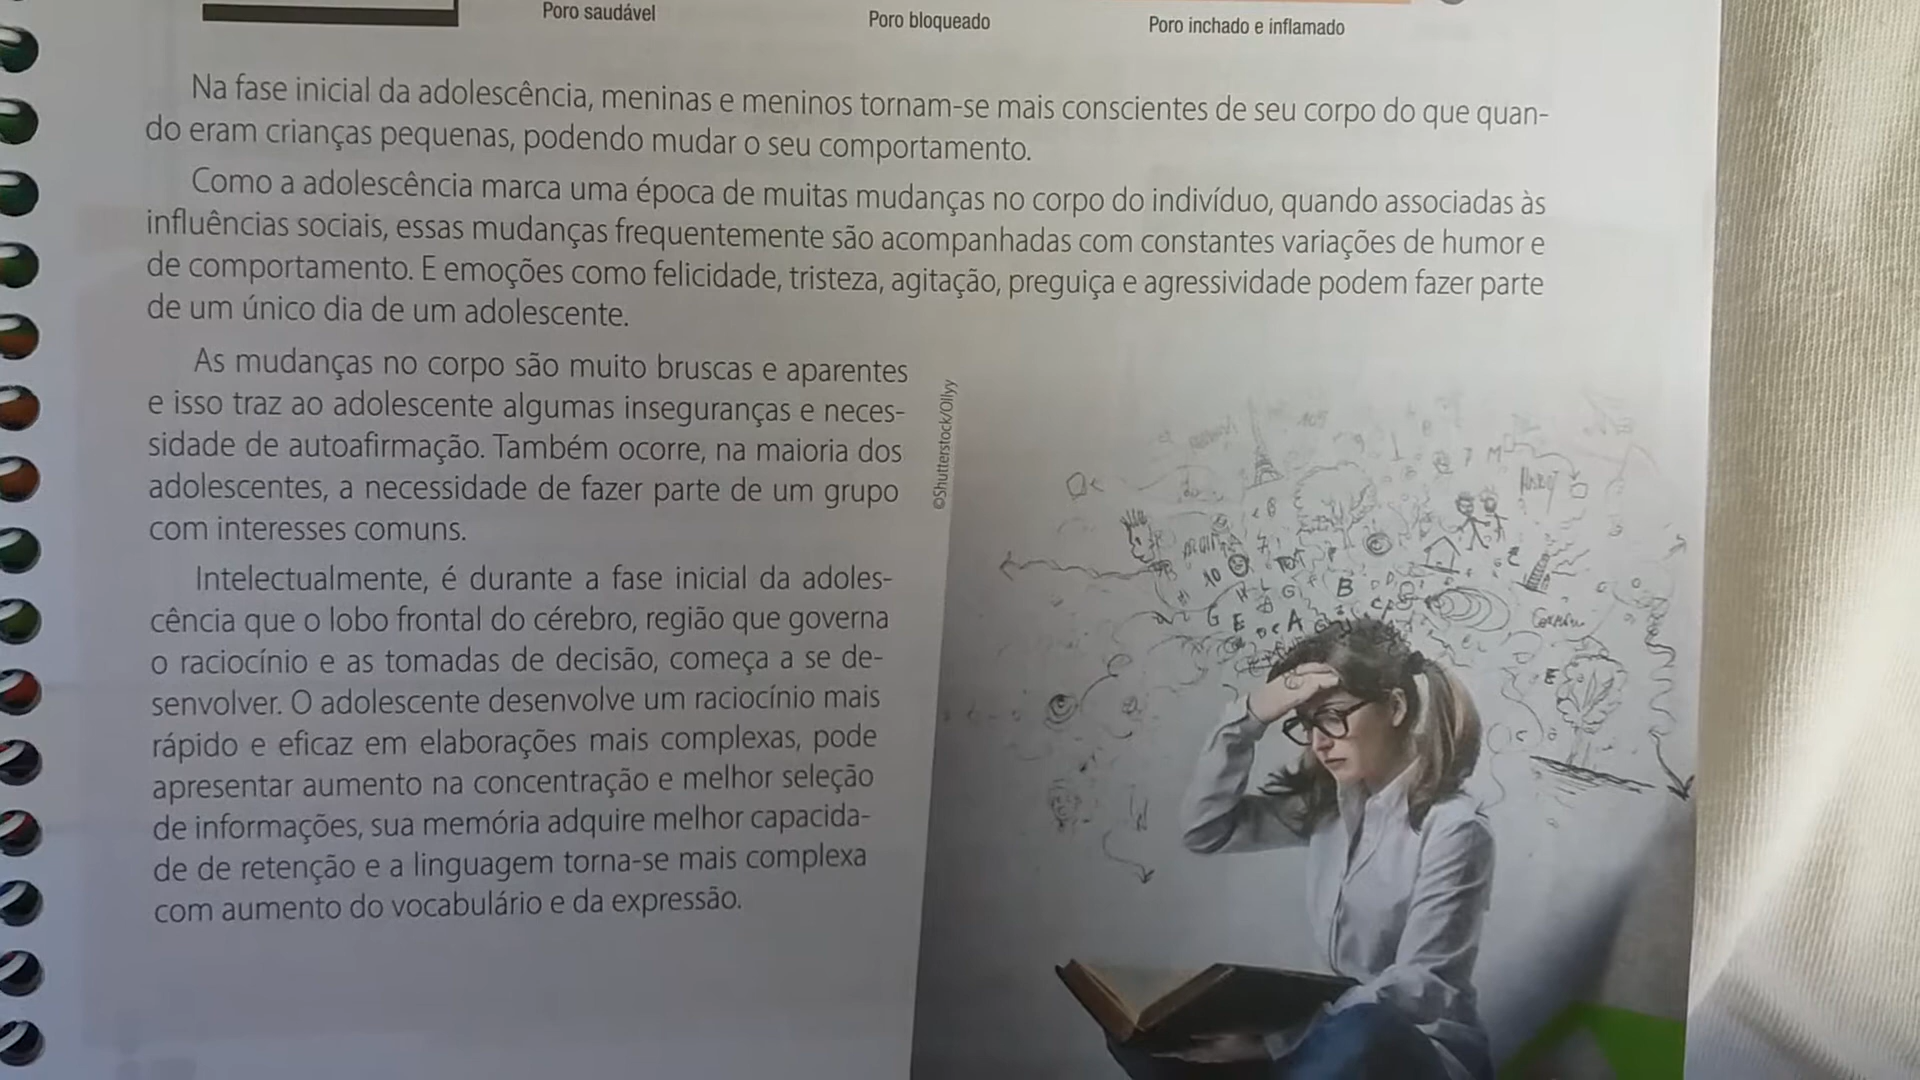 Poro saudável
Poro bloqueado
Poro inchado e inflamado
Na fase inicial da adolescência, meninas e meninos tornam-se mais conscientes de seu corpo do que quan-
do eram crianças pequenas, podendo mudar o seu comportamento.
Como a adolescência marca uma época de muitas mudanças no corpo do indivíduo, quando associadas às
influências sociais, essas mudanças frequentemente são acompanhadas com constantes variações de humor e
de comportamento. E emoções como felicidade, tristeza, agitação, preguiça e agressividade podem fazer parte
de um único dia de um adolescente.
As mudanças no corpo são muito bruscas e aparentes
e isso traz ao adolescente algumas inseguranças e neces-
sidade de autoafirmação. Também ocorre, na maioria dos
adolescentes, a necessidade de fazer parte de um grupo
com interesses comuns.
Intelectualmente, é durante a fase inicial da adoles-
cência que o lobo frontal do cérebro, região que governa
o raciocínio e as tomadas de decisão, começa a se de-
senvolver. O adolescente desenvolve um raciocínio mais
rápido e eficaz em elaborações mais complexas, pode
apresentar aumento na concentração e melhor seleção
de informações, sua memória adquire melhor capacida-
de de retenção e a linguagem torna-se mais complexa
com aumento do vocabulário e da expressão.
©Shutterstock/Ollyy